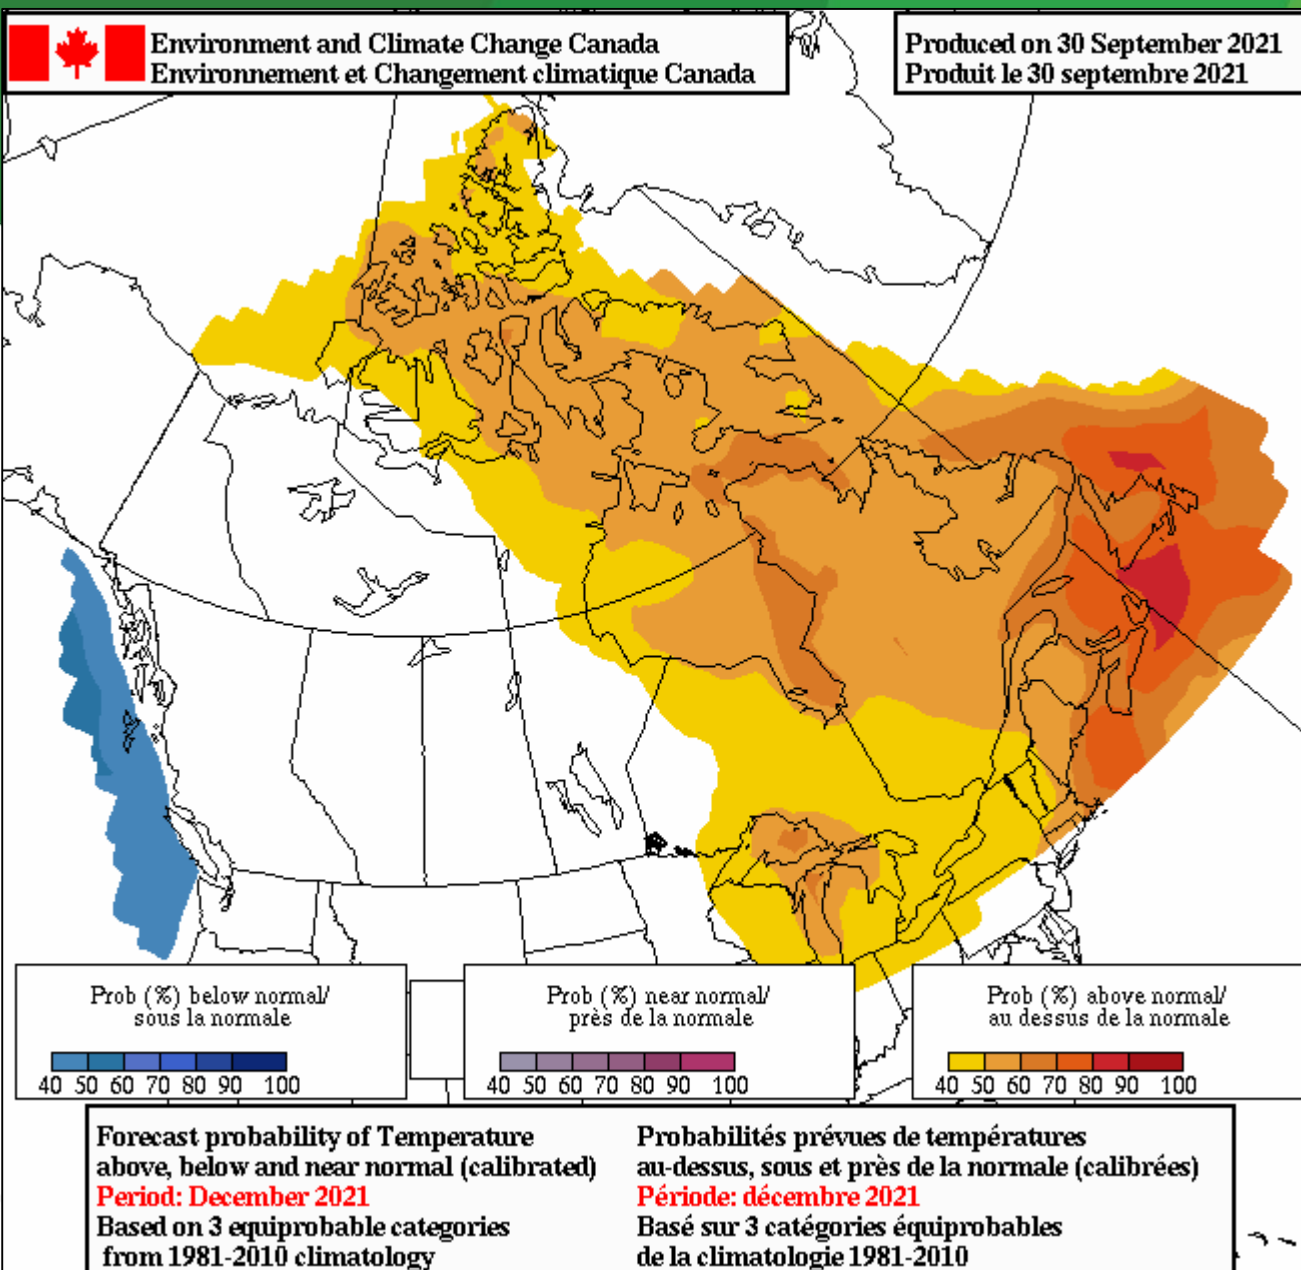 Environment and Climate Change Canada
Environnement et Changement climatique Canada
Produced on 30 September 2021
Produit le 30 septembre 2021
Prob (%) below normal/
sous la normale
40 50 60 70 80 90 100
Prob (%) near normal/
près de la normale
40 50 60 70 80 90 100
Prob (%) above normal/
au dessus de la normale
40 50 60 70 80 90 100
Forecast probability of Temperature
above, below and near normal (calibrated)
Period: December 2021
Based on 3 equiprobable categories
from 1981-2010 climatology
Probabilités prévues de températures
au-dessus, sous et près de la normale (calibrées)
Période: décembre 2021
Basé sur 3 catégories équiprobables
de la climatologie 1981-2010